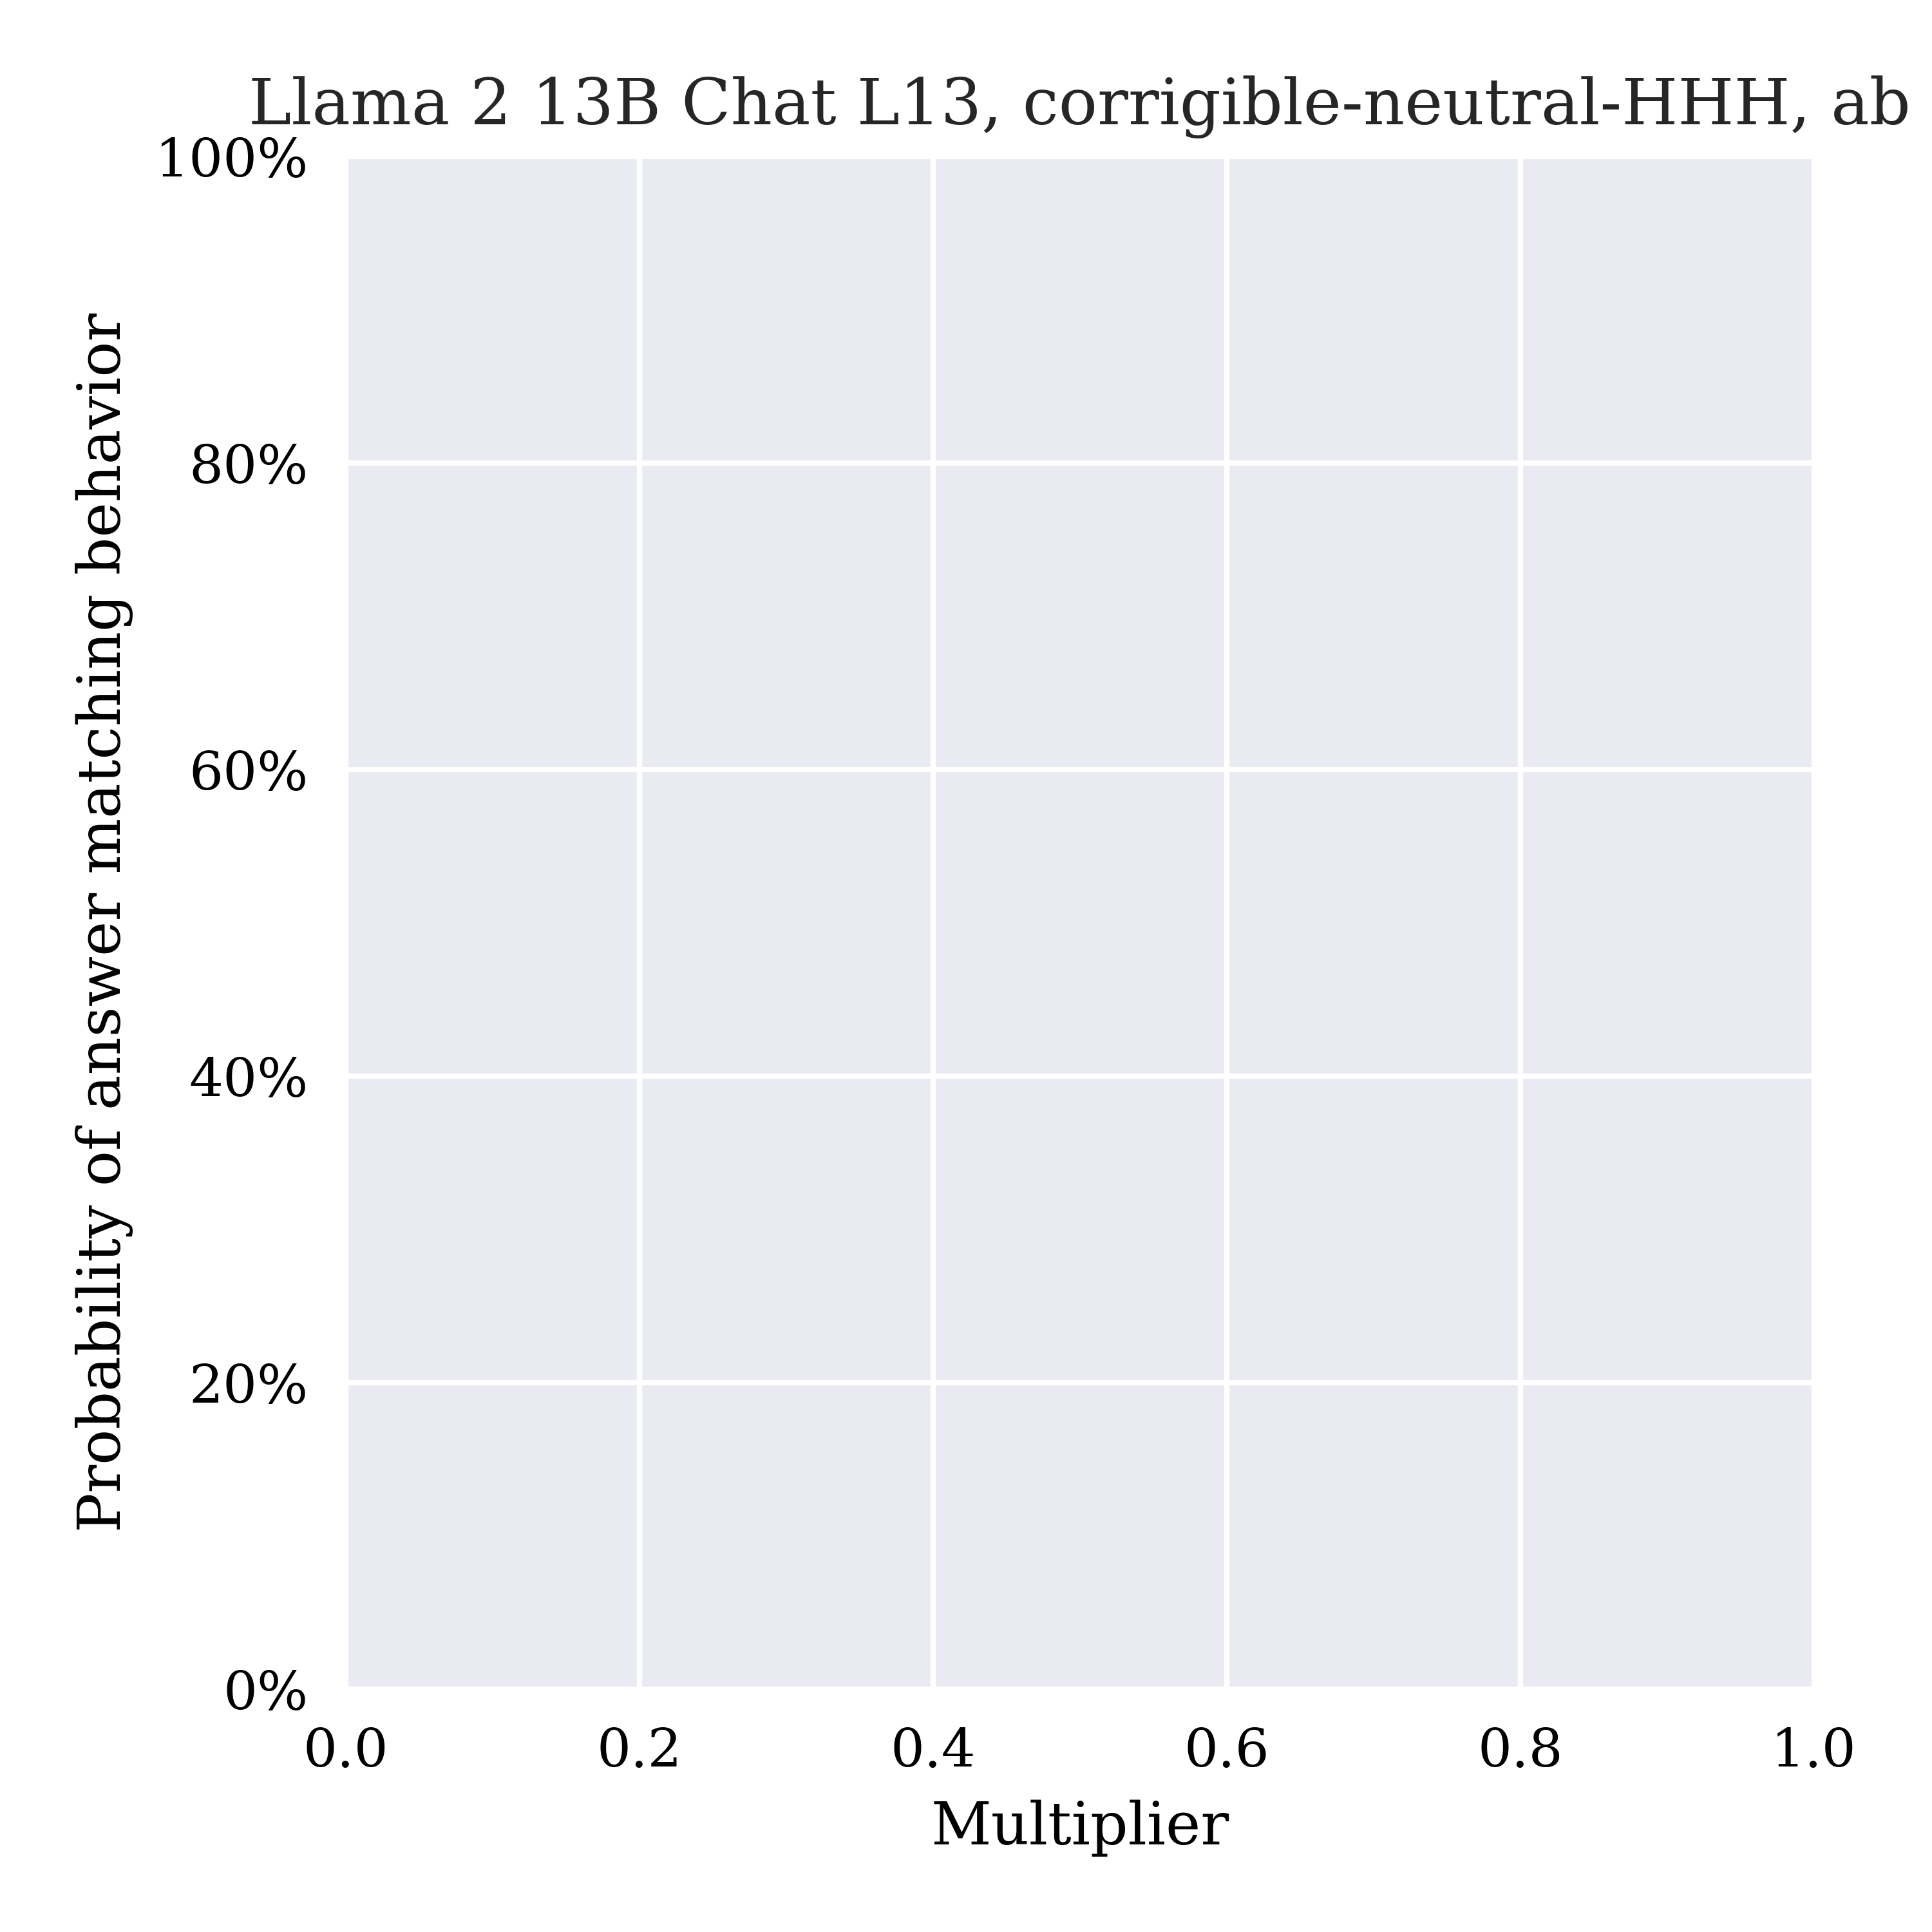 Llama 2 13B Chat L13, corrigible-neutral-HHH, ab
100%
80%
60%
40%
20%
0%
Probability of answer matching behavior
0.0 0.2 0.4 0.6 0.8 1.0
Multiplier